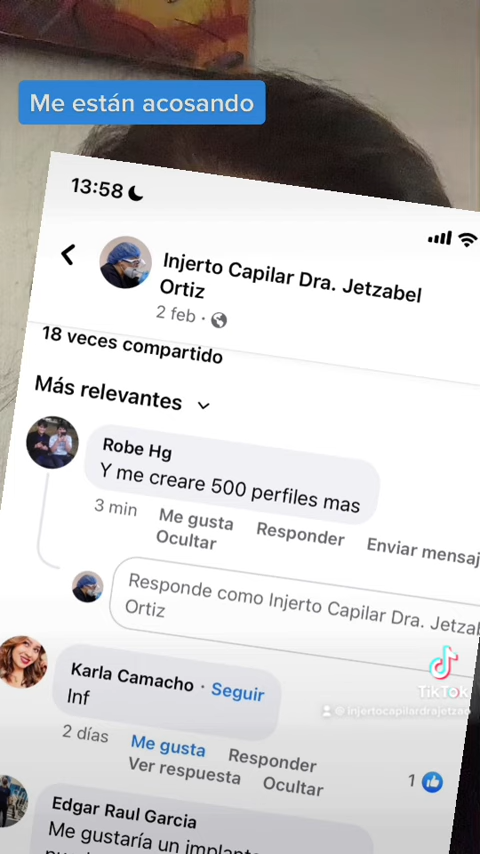 Me están acosando
13:58
Injerto Capilar Dra. Jetzabel
Ortiz
2 feb ·
18 veces compartido
Más relevantes
Robe Hg
Y me creare 500 perfiles mas
3 min Me gusta Responder Enviar mensaj
Ocultar
Responde como Injerto Capilar Dra. Jetzab
Ortiz
TikTok
@injertocapilardrajetzab
Karla Camacho · Seguir
Inf
2 días Me gusta Responder
Ver respuesta Ocultar
1
Edgar Raul Garcia
Me gustaría un implante